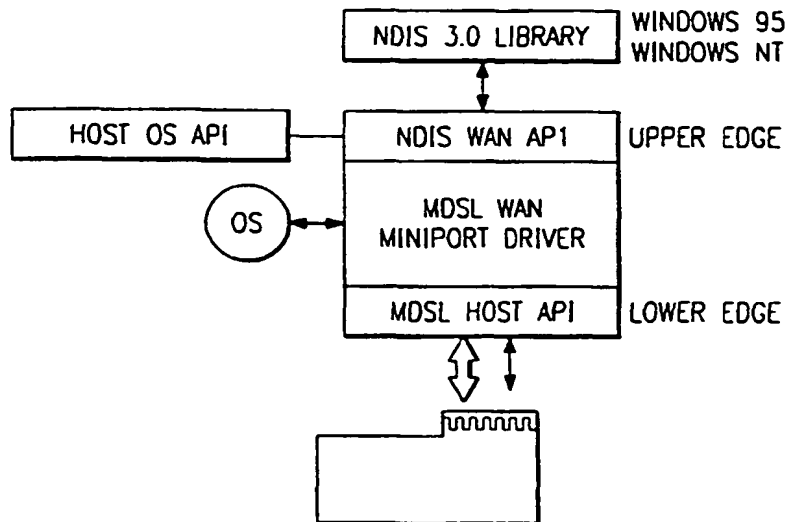 NDIS 3.0 LIBRARY
WINDOWS 95
WINDOWS NT
HOST OS API
NDIS WAN AP1
UPPER EDGE
OS
MDSL WAN
MINIPORT DRIVER
MDSL HOST API
LOWER EDGE